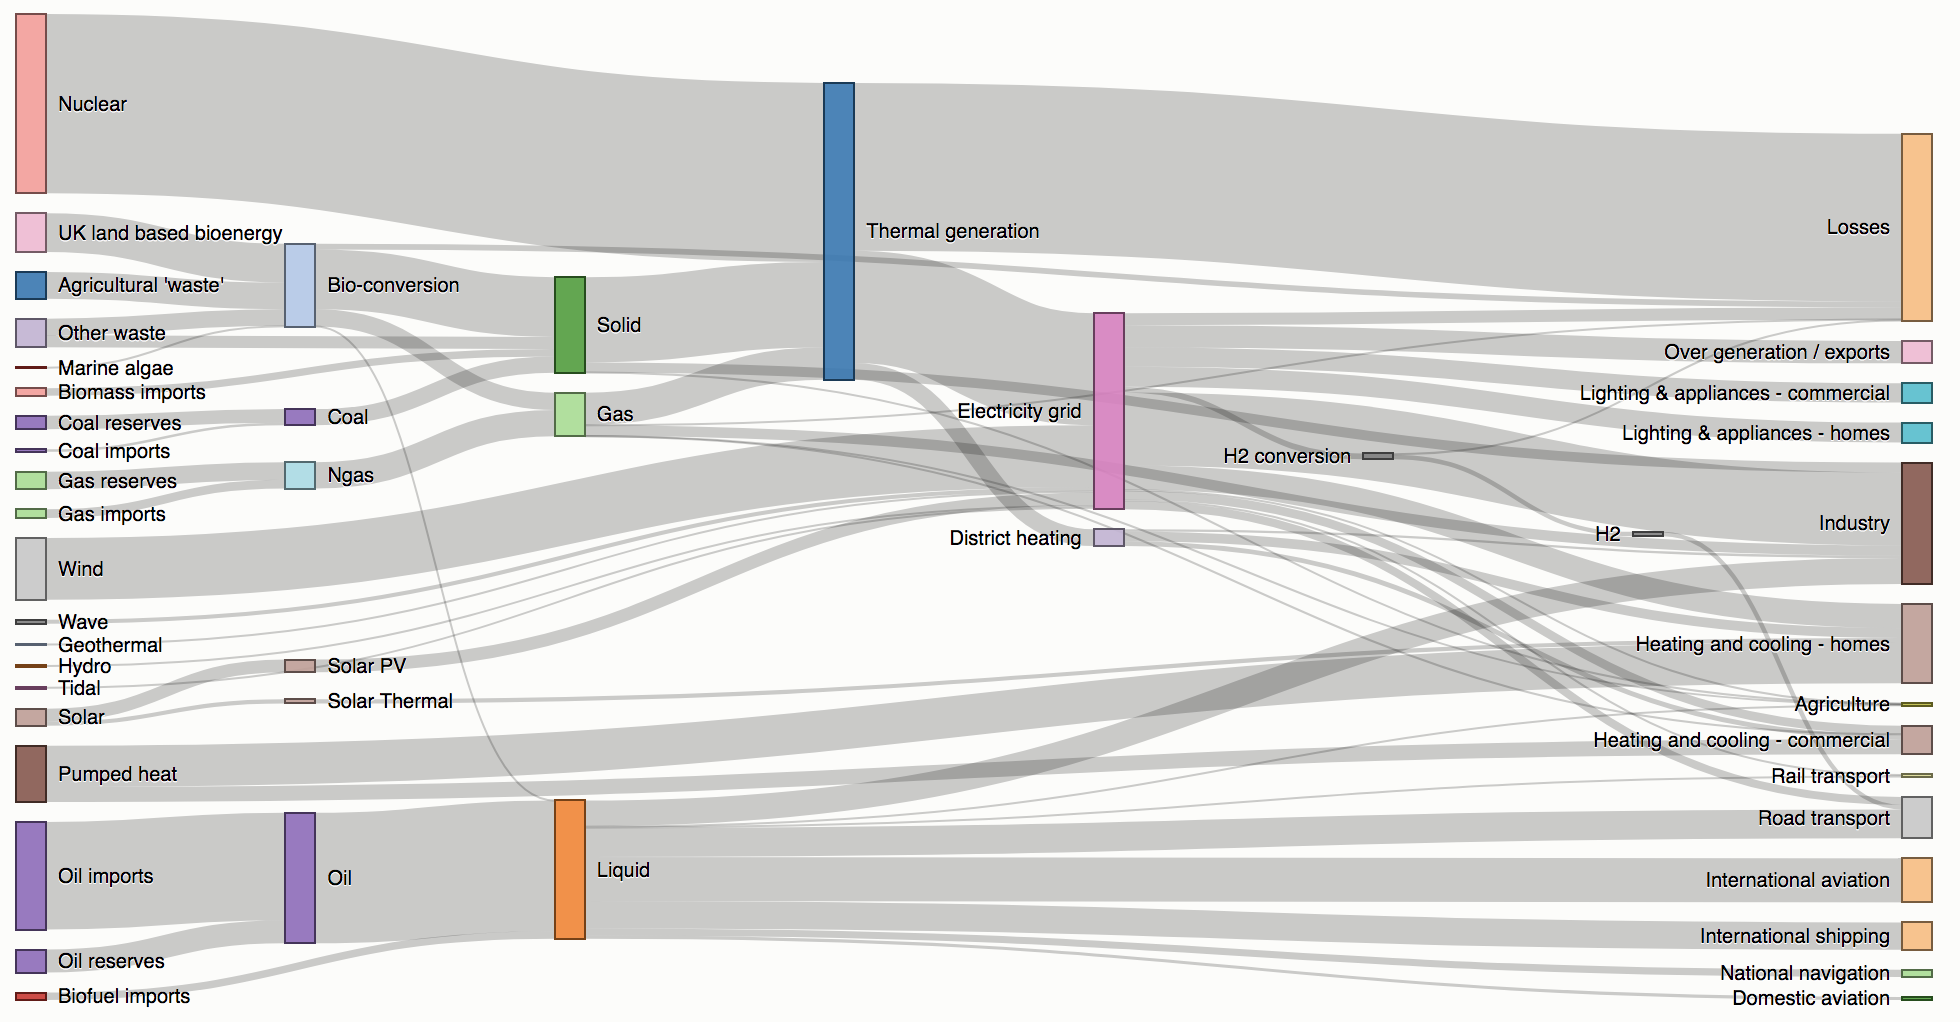 Nuclear
UK land based bioenergy
Agricultural 'waste'
Other waste
Marine algae
Biomass imports
Coal reserves
Coal imports
Gas reserves
Gas imports
Wind
Wave
Geothermal
Hydro
Tidal
Solar
Pumped heat
Oil imports
Oil reserves
Biofuel imports
Bio-conversion
Coal
Ngas
Solar PV
Solar Thermal
Oil
Solid
Gas
Liquid
Thermal generation
Electricity grid
District heating
H2 conversion
H2
Losses
Over generation / exports
Lighting & appliances - commercial
Lighting & appliances - homes
Industry
Heating and cooling - homes
Agriculture
Heating and cooling - commercial
Rail transport
Road transport
International aviation
International shipping
National navigation
Domestic aviation